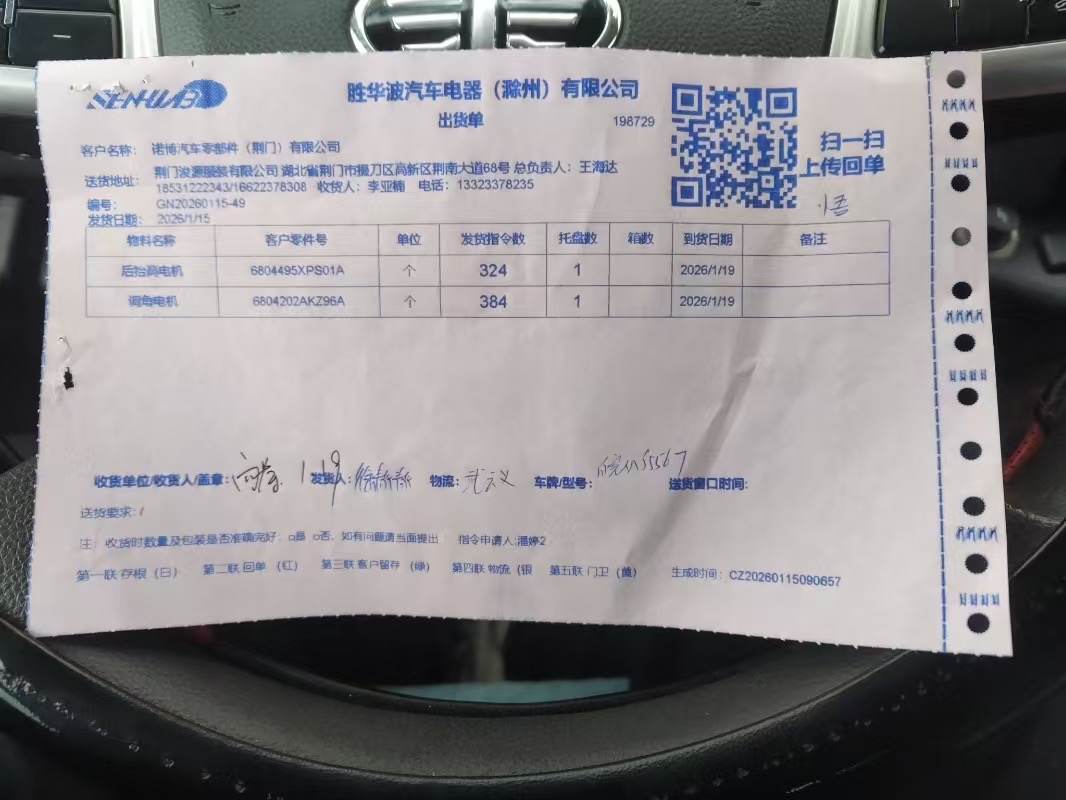 SENWAB
胜华波汽车电器（滁州）有限公司
出货单
198729
扫一扫
上传回单
客户名称： 诺博汽车零部件（荆门）有限公司
送货地址： 荆门浚源服装有限公司 湖北省荆门市掇刀区高新区荆南大道68号 总负责人：王海达
18531222343/16622378308 收货人：李亚楠 电话：13323378235
编号： GN20260115-49
发货日期： 2026/1/15
物料名称 客户零件号 单位 发货指令数 托盘数 箱数 到货日期 备注
后抬高电机 6804495XPS01A 个 324 1 2026/1/19
调角电机 6804202AKZ96A 个 384 1 2026/1/19
收货单位/收货人/盖章： 1.19 发货人： 物流： 车牌/型号： 送货窗口时间：
送货要求：/
注：收货时数量及包装是否准确完好，□是 □否，如有问题请当面提出 指令申请人：潘婷2
第一联 存根（白） 第二联 回单（红） 第三联 客户留存（绿） 第四联 物流（银 第五联 门卫（黄） 生成时间：CZ20260115090657